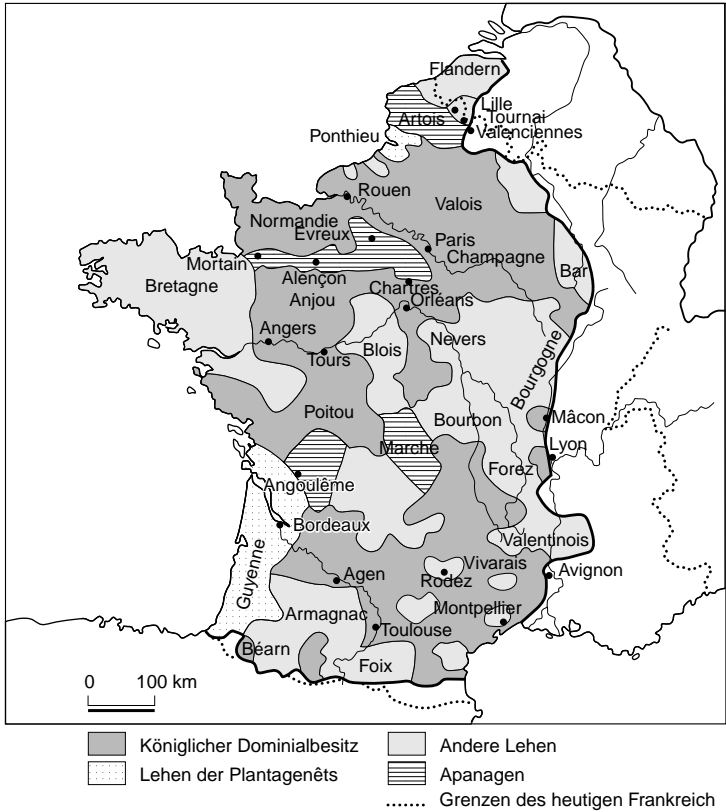 Flandern
Lille
Tournai
Artois
Valenciennes
Ponthieu
Rouen
Valois
Normandie
Evreux
Paris
Champagne
Mortain
Bar
Bretagne
Alençon
Chartres
Anjou
Orléans
Angers
Nevers
Blois
Tours
Bourgogne
Poitou
Bourbon
Mâcon
Marche
Lyon
Forez
Angoulême
Bordeaux
Valentinois
Guyenne
Agen
Vivarais
Avignon
Rodez
Armagnac
Montpellier
Toulouse
Béarn
Foix
0 100 km
Königlicher Dominialbesitz
Andere Lehen
Lehen der Plantagenêts
Apanagen
Grenzen des heutigen Frankreich